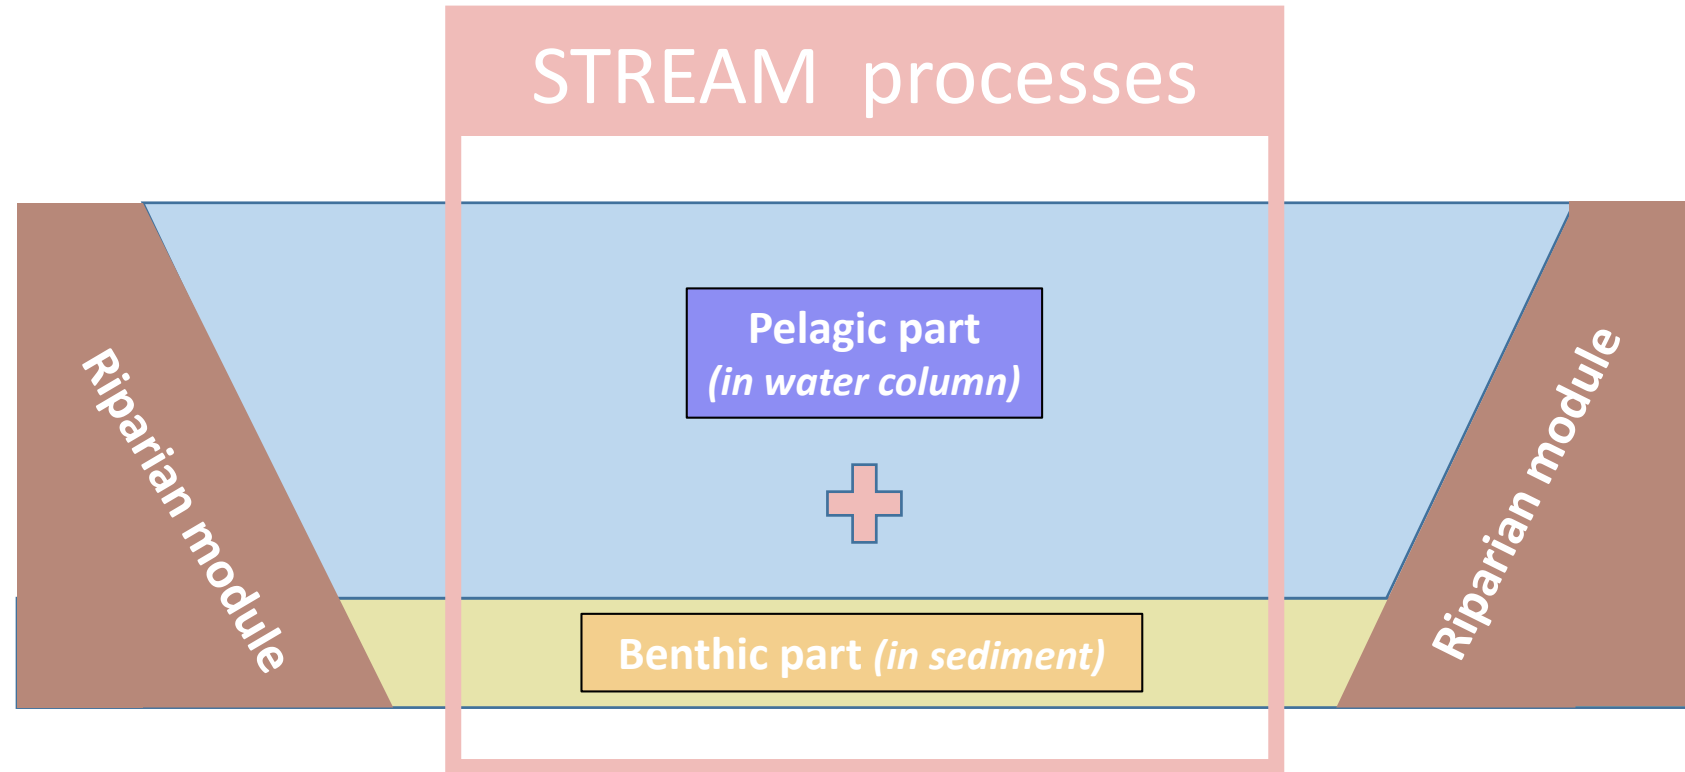 STREAM processes
Pelagic part
(in water column)
Riparian module
Riparian module
Benthic part (in sediment)